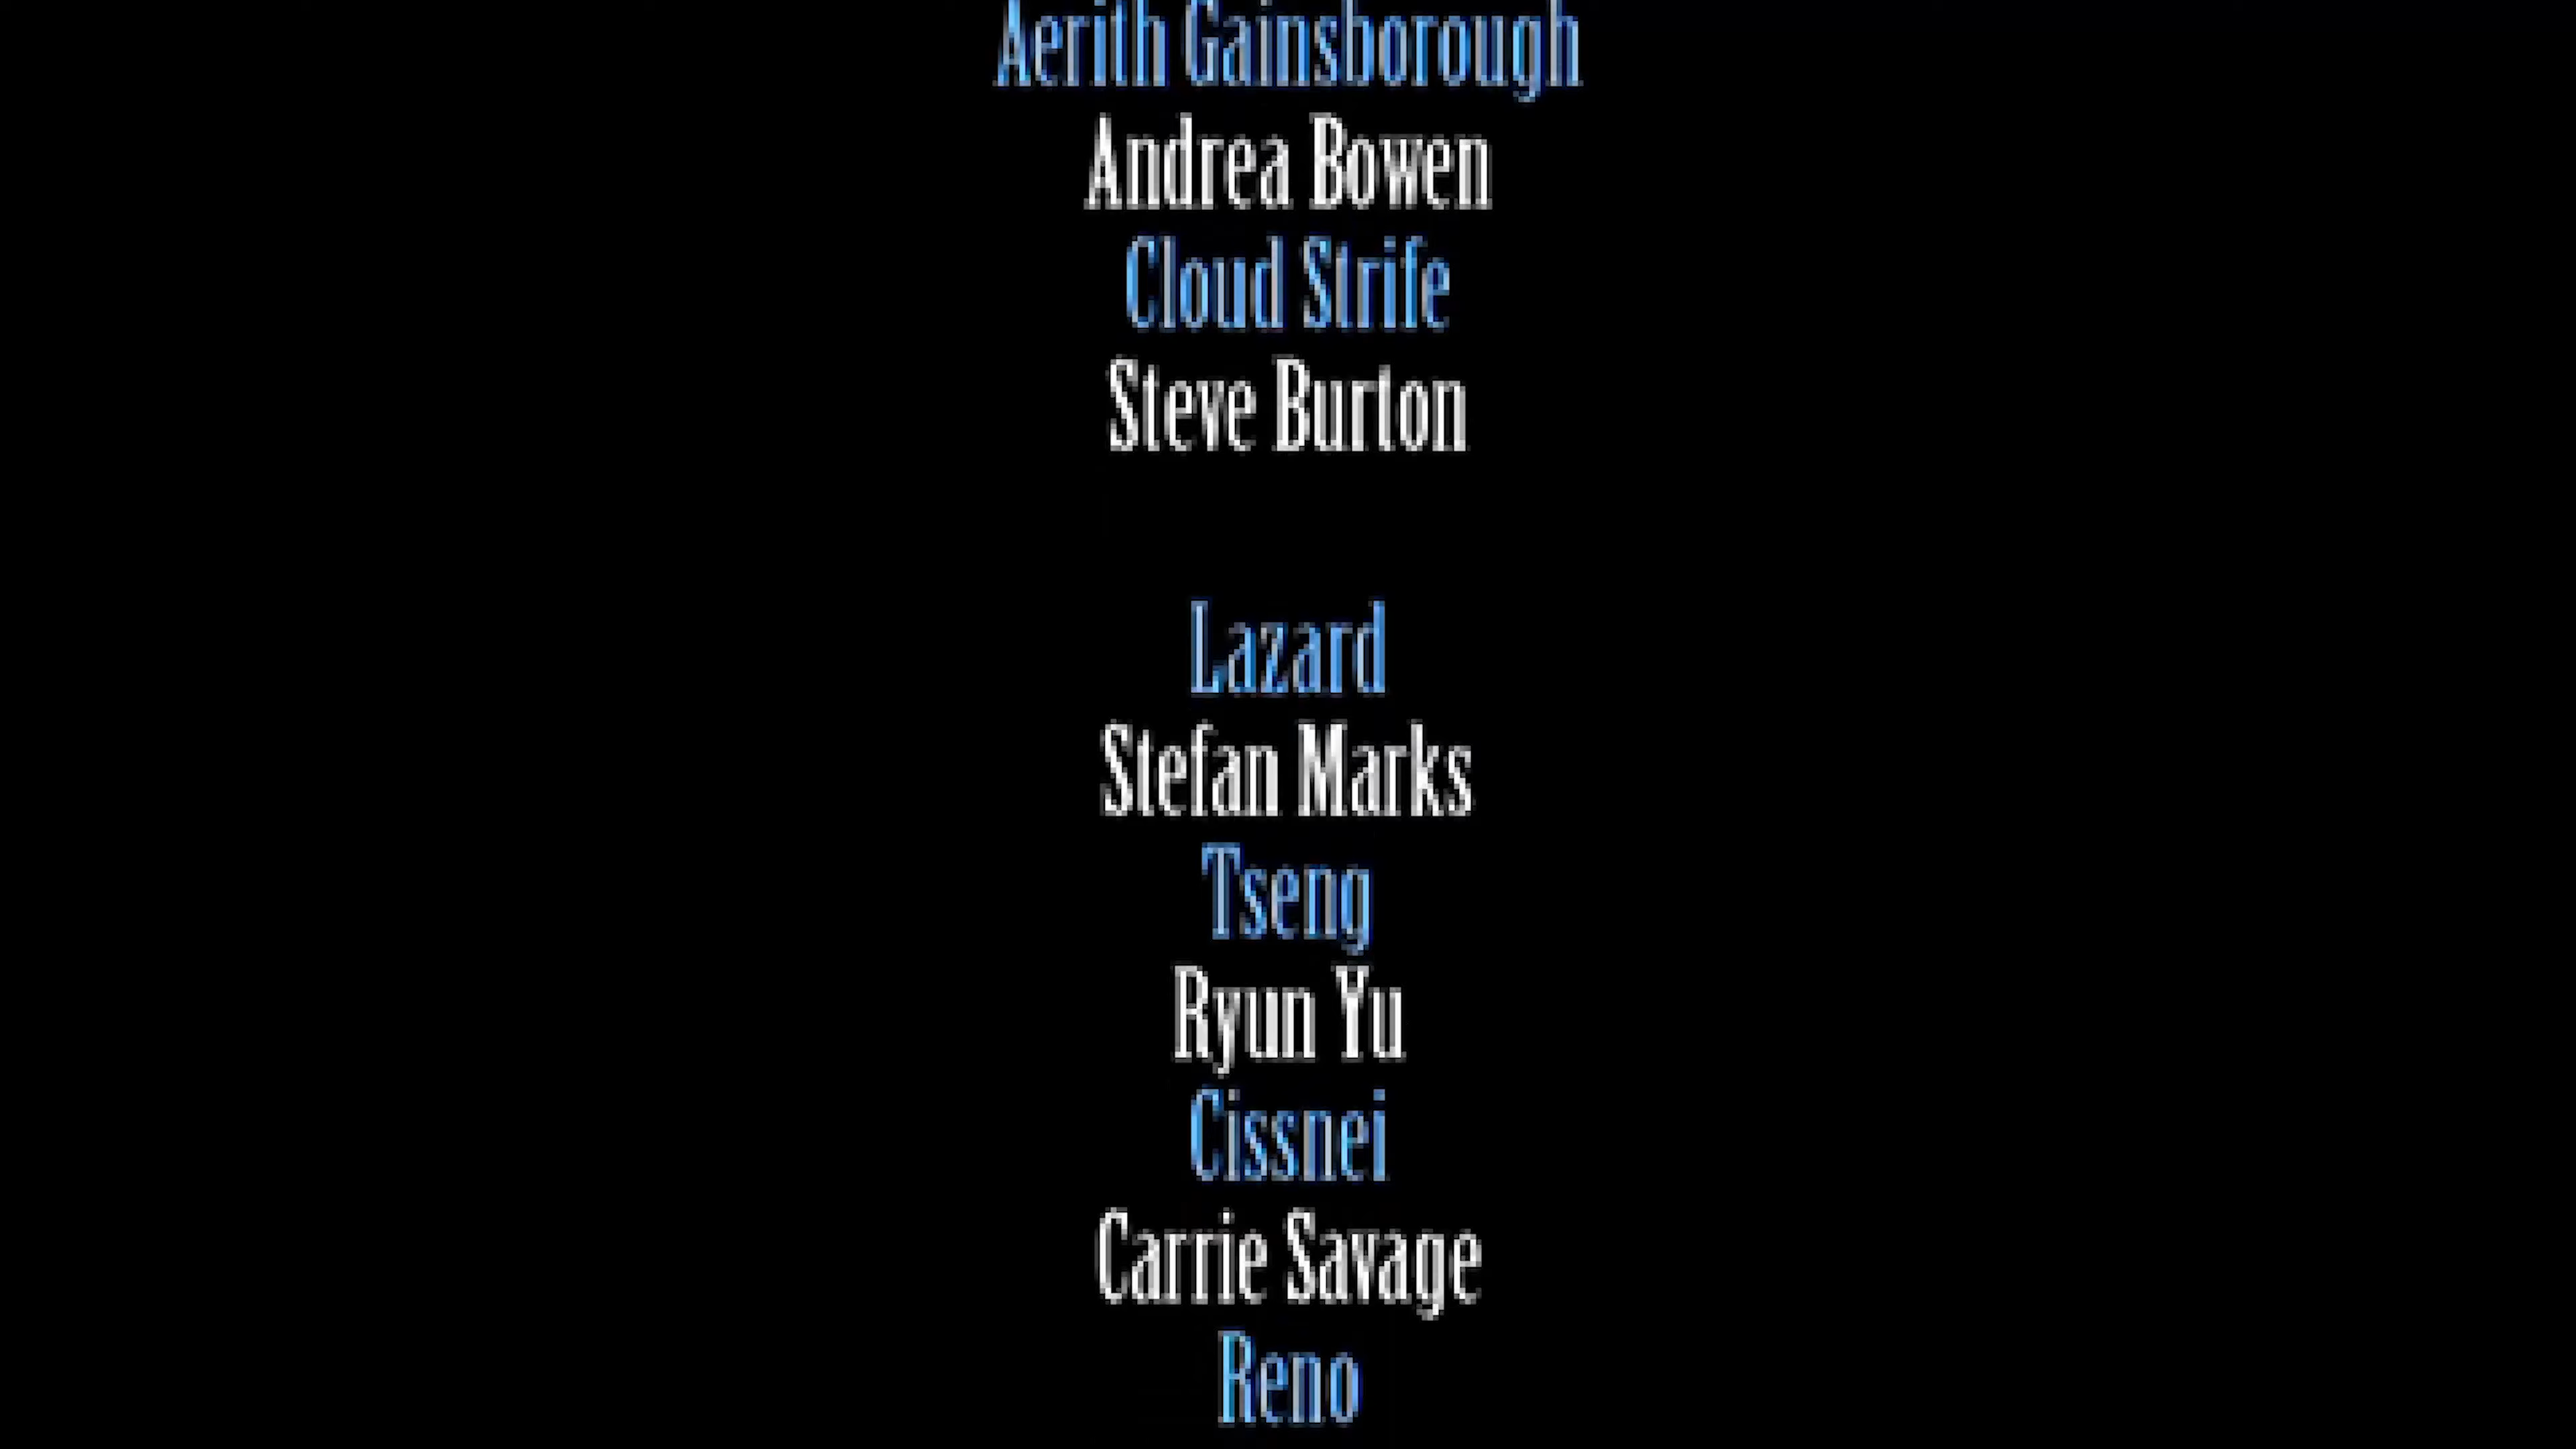 Aerith Gainsborough
Andrea Bowen
Cloud Strife
Steve Burton
Lazard
Stefan Marks
Tseng
Ryun Yu
Cissnei
Carrie Savage
Reno